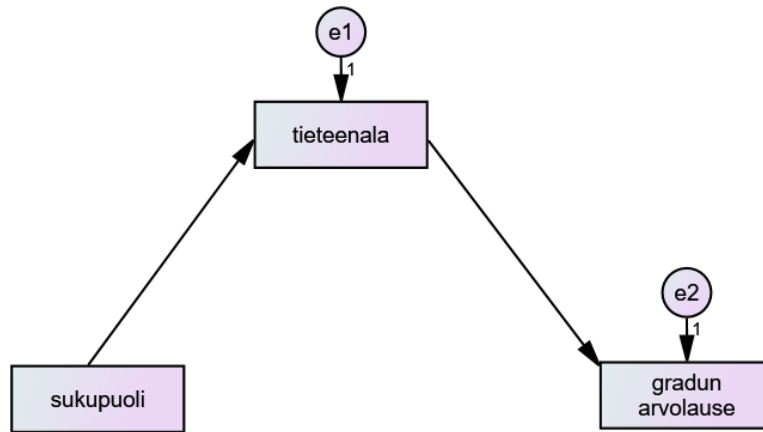 e1
1
tieteenala
e2
1
sukupuoli
gradun
arvolause